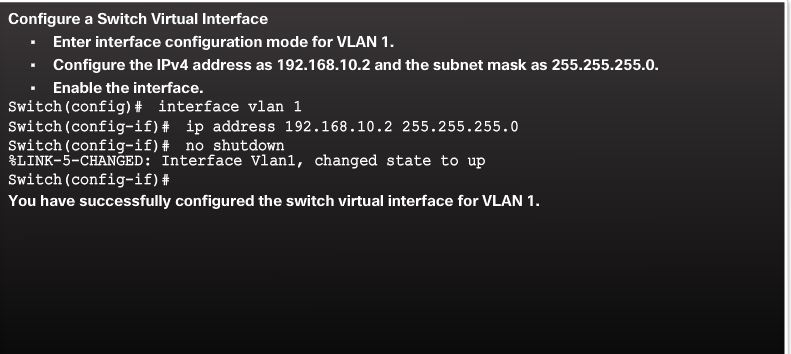 Configure a Switch Virtual Interface
▪ Enter interface configuration mode for VLAN 1.
▪ Configure the IPv4 address as 192.168.10.2 and the subnet mask as 255.255.255.0.
▪ Enable the interface.
Switch(config)# interface vlan 1
Switch(config-if)# ip address 192.168.10.2 255.255.255.0
Switch(config-if)# no shutdown
%LINK-5-CHANGED: Interface Vlan1, changed state to up
Switch(config-if)#
You have successfully configured the switch virtual interface for VLAN 1.